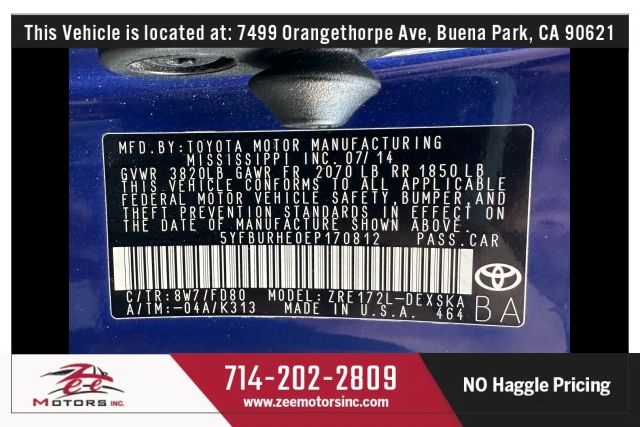 This Vehicle is located at: 7499 Orangethorpe Ave, Buena Park, CA 90621
MFD.BY:TOYOTA MOTOR MANUFACTURING
MISSISSIPPI INC. 07/14
GVWR 3820LB GAWR FR 2070LB RR 1850LB
THIS VEHICLE CONFORMS TO ALL APPLICABLE
FEDERAL MOTOR VEHICLE SAFETY,BUMPER,AND
THEFT PREVENTION STANDARDS IN EFFECT ON
THE DATE OF MANUFACTURE SHOWN ABOVE.
5YFBURHE0EP170812 PASS.CAR
C/TR:8W7/FD80 MODEL: ZRE172L-DEXSKA
A/TM:-04A/K313 MADE IN U.S.A. 464 BA
Zee
MOTORS INC.
714-202-2809
www.zeemotorsinc.com
NO Haggle Pricing